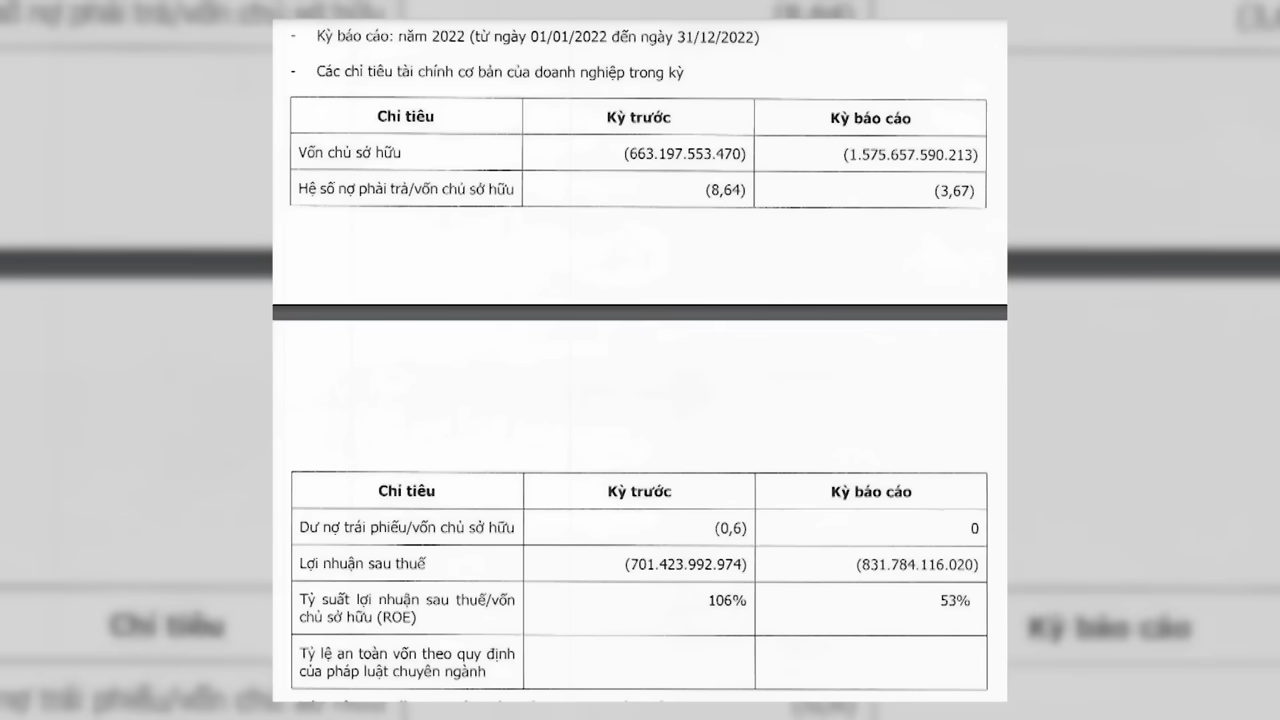 - Kỳ báo cáo: năm 2022 (từ ngày 01/01/2022 đến ngày 31/12/2022)
- Các chỉ tiêu tài chính cơ bản của doanh nghiệp trong kỳ
Chỉ tiêu Kỳ trước Kỳ báo cáo
Vốn chủ sở hữu (663.197.553.470) (1.575.657.590.213)
Hệ số nợ phải trả/vốn chủ sở hữu (8,64) (3,67)
Chỉ tiêu Kỳ trước Kỳ báo cáo
Dư nợ trái phiếu/vốn chủ sở hữu (0,6) 0
Lợi nhuận sau thuế (701.423.992.974) (831.784.116.020)
Tỷ suất lợi nhuận sau thuế/vốn 106% 53%
chủ sở hữu (ROE)
Tỷ lệ an toàn vốn theo quy định
của pháp luật chuyên ngành